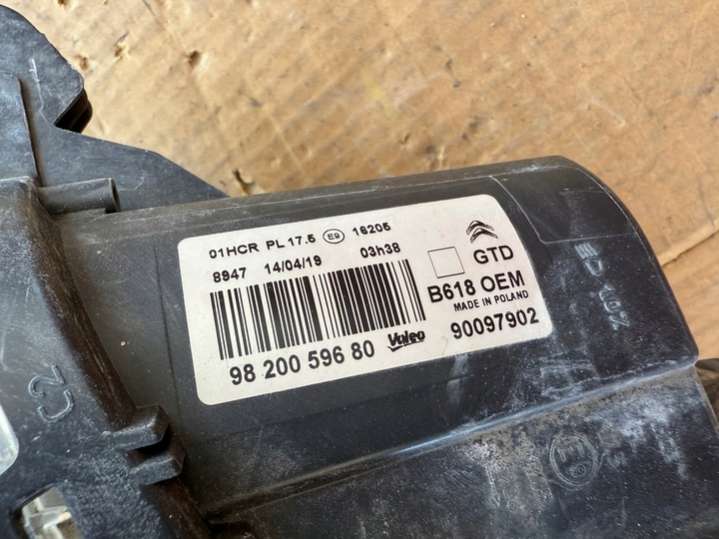 01HCR PL 17.5 E9 16205
8947 14/04/19 03h38
GTD
B618 OEM
MADE IN POLAND
98 200 596 80 Valeo 90097902
C2